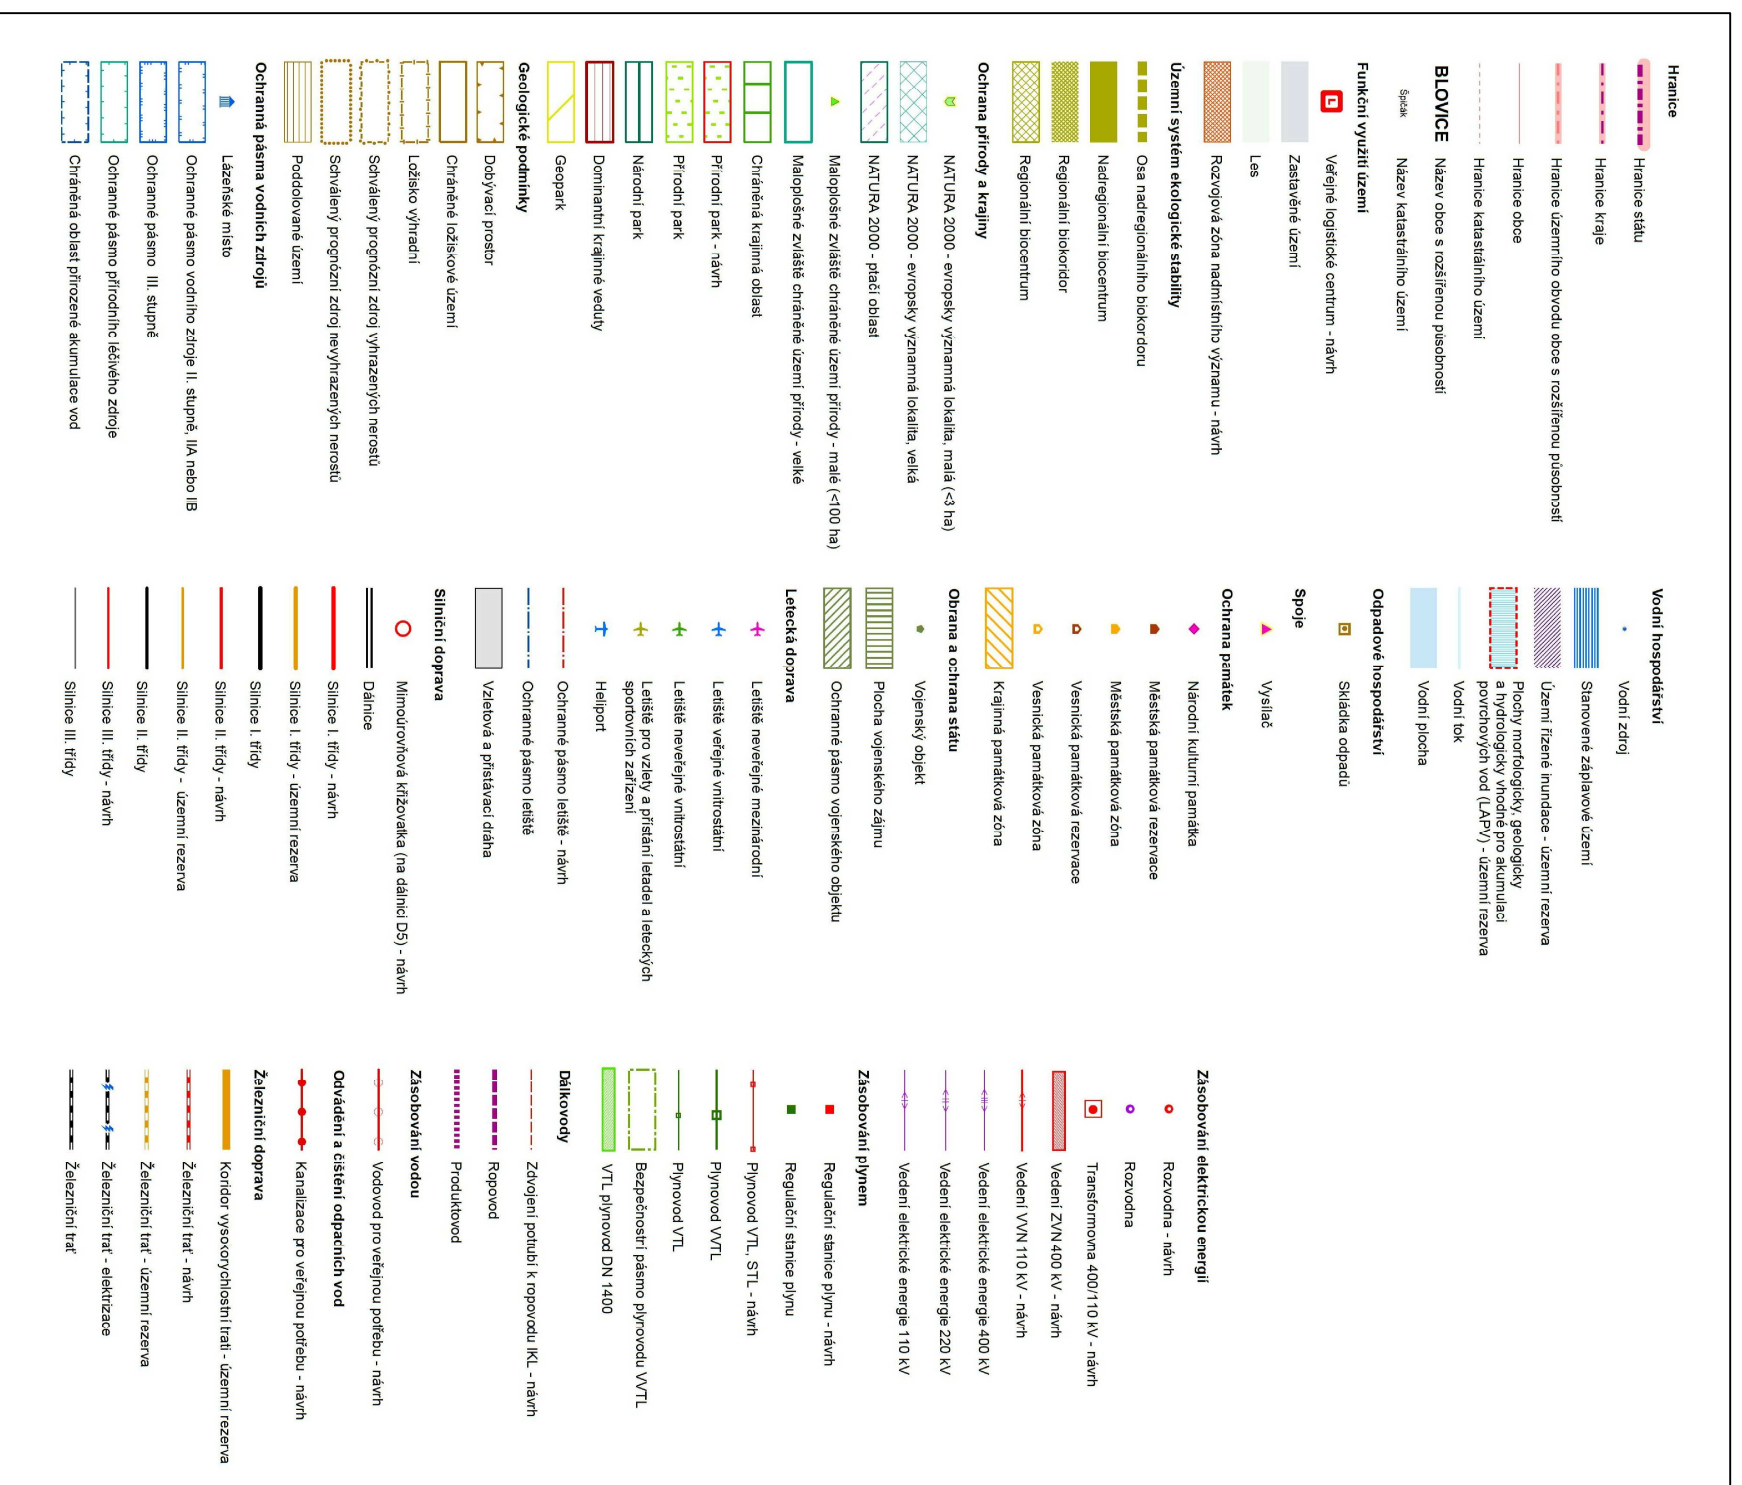 Hranice
Hranice státu
Hranice kraje
Hranice územního obvodu obce s rozšířenou působností
Hranice obce
Hranice katastrálního území
BLOVICE
Název obce s rozšířenou působností
Špičák
Název katastrálního území
Funkční využití území
L
Veřejné logistické centrum - návrh
Zastavěné území
Les
Rozvojová zóna nadmístního významu - návrh
Územní systém ekologické stability
Osa nadregionálního biokordoru
Nadregionální biocentrum
Regionální biokoridor
Regionální biocentrum
Ochrana přírody a krajiny
NATURA 2000 - evropsky významná lokalita, malá (<3 ha)
NATURA 2000 - evropsky významná lokalita, velká
NATURA 2000 - ptačí oblast
Maloplošné zvláště chráněné území přírody - malé (<100 ha)
Maloplošné zvláště chráněné území přírody - velké
Chráněná krajinná oblast
Přírodní park - návrh
Přírodní park
Národní park
Dominantní krajinné veduty
Geopark
Geologické podmínky
Dobývací prostor
Chráněné ložiskové území
Ložisko výhradní
Schválený prognózní zdroj vyhrazených nerostů
Schválený prognózní zdroj nevyhrazených nerostů
Poddolované území
Ochranná pásma vodních zdrojů
Lázeňské místo
Ochranné pásmo vodního zdroje II. stupně, IIA nebo IIB
Ochranné pásmo III. stupně
Ochranné pásmo přírodního léčivého zdroje
Chráněná oblast přirozené akumulace vod
Vodní hospodářství
Vodní zdroj
Stanovené záplavové území
Území řízené inundace - územní rezerva
Plochy morfologicky, geologicky
a hydrologicky vhodné pro akumulaci
povrchových vod (LAPV) - územní rezerva
Vodní tok
Vodní plocha
Odpadové hospodářství
Skládka odpadů
Spoje
Vysílač
Ochrana památek
Národní kulturní památka
Městská památková rezervace
Městská památková zóna
Vesnická památková rezervace
Vesnická památková zóna
Krajinná památková zóna
Obrana a ochrana státu
Vojenský objekt
Plocha vojenského zájmu
Ochranné pásmo vojenského objektu
Letecká doprava
Letiště neveřejné mezinárodní
Letiště veřejné vnitrostátní
Letiště neveřejné vnitrostátní
Letiště pro vzlety a přistání letadel a leteckých
sportovních zařízení
Heliport
Ochranné pásmo letiště - návrh
Ochranné pásmo letiště
Vzletová a přistávací dráha
Silniční doprava
Mimoúrovňová křižovatka (na dálnici D5) - návrh
Dálnice
Silnice I. třídy - návrh
Silnice I. třídy - územní rezerva
Silnice I. třídy
Silnice II. třídy - návrh
Silnice II. třídy - územní rezerva
Silnice II. třídy
Silnice III. třídy - návrh
Silnice III. třídy
Zásobování elektrickou energií
Rozvodna - návrh
Rozvodna
Transformovna 400/110 kV - návrh
Vedení ZVN 400 kV - návrh
Vedení VVN 110 kV - návrh
Vedení elektrické energie 400 kV
Vedení elektrické energie 220 kV
Vedení elektrické energie 110 kV
Zásobování plynem
Regulační stanice plynu - návrh
Regulační stanice plynu
Plynovod VTL, STL - návrh
Plynovod VVTL
Plynovod VTL
Bezpečnostní pásmo plynovodu VVTL
VTL plynovod DN 1400
Dálkovody
Zdvojení potrubí k ropovodu IKL - návrh
Ropovod
Produktovod
Zásobování vodou
Vodovod pro veřejnou potřebu - návrh
Odvádění a čištění odpadních vod
Kanalizace pro veřejnou potřebu - návrh
Železniční doprava
Koridor vysokorychlostní trati - územní rezerva
Železniční trať - návrh
Železniční trať - územní rezerva
Železniční trať - elektrizace
Železniční trať